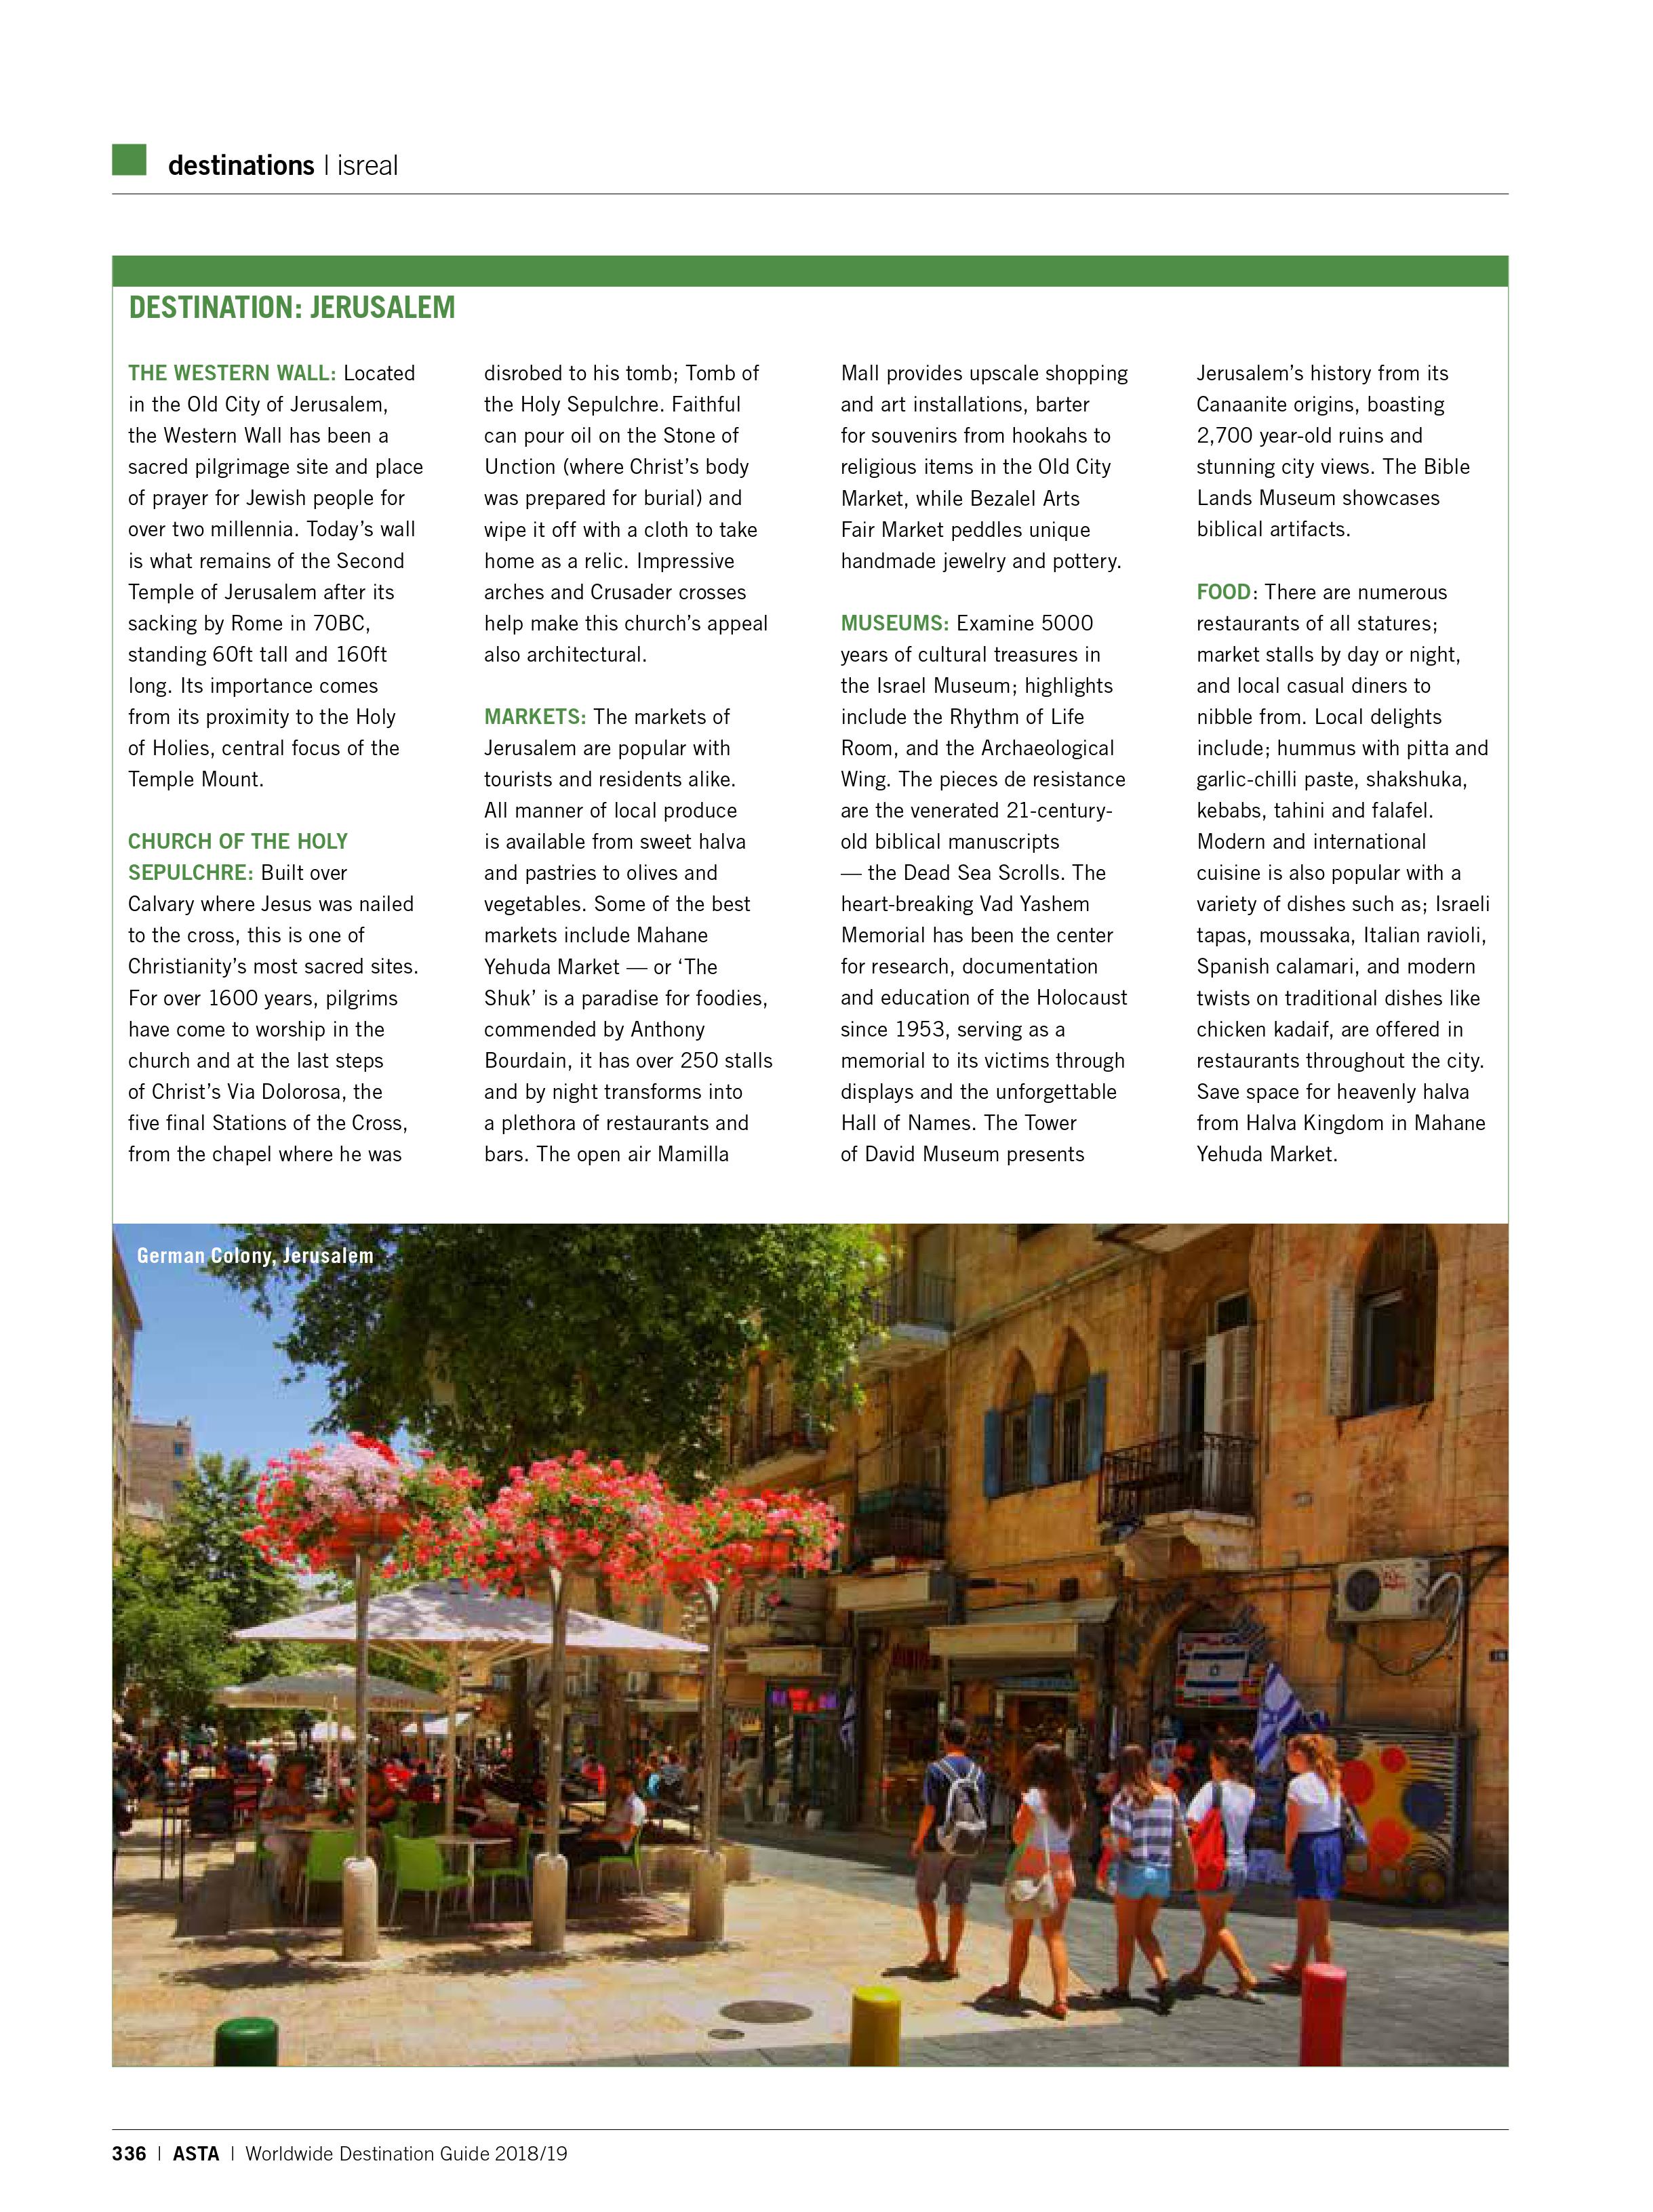 destinations | isreal
DESTINATION: JERUSALEM
THE WESTERN WALL: Located
in the Old City of Jerusalem,
the Western Wall has been a
sacred pilgrimage site and place
of prayer for Jewish people for
over two millennia. Today’s wall
is what remains of the Second
Temple of Jerusalem after its
sacking by Rome in 70BC,
standing 60ft tall and 160ft
long. Its importance comes
from its proximity to the Holy
of Holies, central focus of the
Temple Mount.
CHURCH OF THE HOLY
SEPULCHRE: Built over
Calvary where Jesus was nailed
to the cross, this is one of
Christianity’s most sacred sites.
For over 1600 years, pilgrims
have come to worship in the
church and at the last steps
of Christ’s Via Dolorosa, the
five final Stations of the Cross,
from the chapel where he was
disrobed to his tomb; Tomb of
the Holy Sepulchre. Faithful
can pour oil on the Stone of
Unction (where Christ’s body
was prepared for burial) and
wipe it off with a cloth to take
home as a relic. Impressive
arches and Crusader crosses
help make this church’s appeal
also architectural.
MARKETS: The markets of
Jerusalem are popular with
tourists and residents alike.
All manner of local produce
is available from sweet halva
and pastries to olives and
vegetables. Some of the best
markets include Mahane
Yehuda Market — or ‘The
Shuk’ is a paradise for foodies,
commended by Anthony
Bourdain, it has over 250 stalls
and by night transforms into
a plethora of restaurants and
bars. The open air Mamilla
Mall provides upscale shopping
and art installations, barter
for souvenirs from hookahs to
religious items in the Old City
Market, while Bezalel Arts
Fair Market peddles unique
handmade jewelry and pottery.
MUSEUMS: Examine 5000
years of cultural treasures in
the Israel Museum; highlights
include the Rhythm of Life
Room, and the Archaeological
Wing. The pieces de resistance
are the venerated 21-century-
old biblical manuscripts
— the Dead Sea Scrolls. The
heart-breaking Vad Yashem
Memorial has been the center
for research, documentation
and education of the Holocaust
since 1953, serving as a
memorial to its victims through
displays and the unforgettable
Hall of Names. The Tower
of David Museum presents
Jerusalem’s history from its
Canaanite origins, boasting
2,700 year-old ruins and
stunning city views. The Bible
Lands Museum showcases
biblical artifacts.
FOOD: There are numerous
restaurants of all statures;
market stalls by day or night,
and local casual diners to
nibble from. Local delights
include; hummus with pitta and
garlic-chilli paste, shakshuka,
kebabs, tahini and falafel.
Modern and international
cuisine is also popular with a
variety of dishes such as; Israeli
tapas, moussaka, Italian ravioli,
Spanish calamari, and modern
twists on traditional dishes like
chicken kadaif, are offered in
restaurants throughout the city.
Save space for heavenly halva
from Halva Kingdom in Mahane
Yehuda Market.
German Colony, Jerusalem
336 | ASTA | Worldwide Destination Guide 2018/19